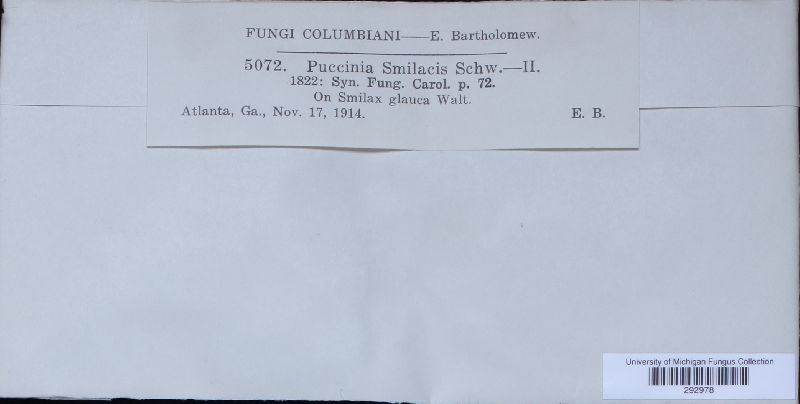 FUNGI COLUMBIANI—E. Bartholomew.
5072. Puccinia Smilacis Schw.—II.
1822: Syn. Fung. Carol. p. 72.
On Smilax glauca Walt.
Atlanta, Ga., Nov. 17, 1914. E. B.
University of Michigan Fungus Collection
292978